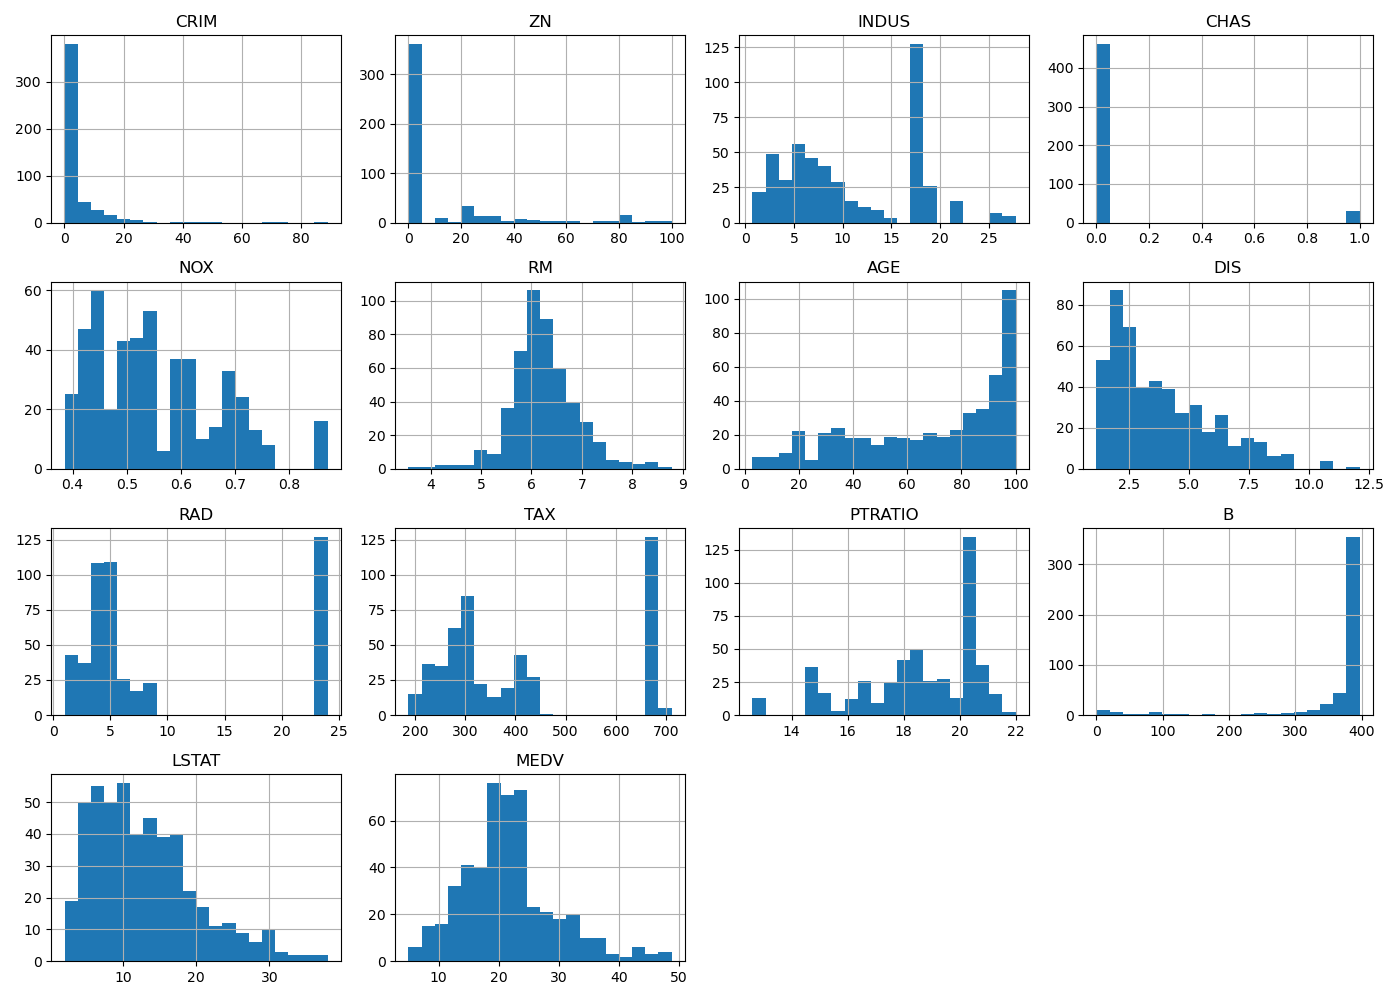 CRIM ZN INDUS CHAS
300 200 100 0
0 20 40 60 80
300 200 100 0
0 20 40 60 80 100
125 100 75 50 25 0
0 5 10 15 20 25
400 300 200 100 0
0.0 0.2 0.4 0.6 0.8 1.0
NOX RM AGE DIS
60 40 20 0
0.4 0.5 0.6 0.7 0.8
100 80 60 40 20 0
4 5 6 7 8 9
100 80 60 40 20 0
0 20 40 60 80 100
80 60 40 20 0
2.5 5.0 7.5 10.0 12.5
RAD TAX PTRATIO B
125 100 75 50 25 0
0 5 10 15 20 25
125 100 75 50 25 0
200 300 400 500 600 700
125 100 75 50 25 0
14 16 18 20 22
300 200 100 0
0 100 200 300 400
LSTAT MEDV
50 40 30 20 10 0
10 20 30
60 40 20 0
10 20 30 40 50